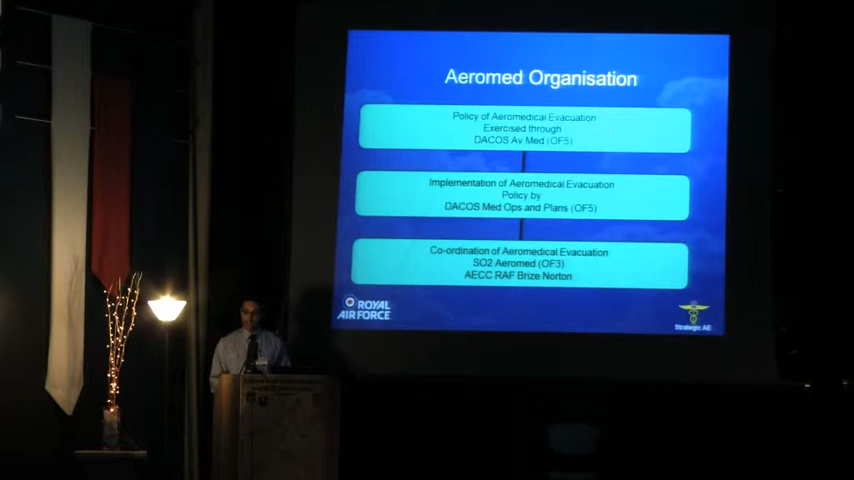 Aeromed Organisation
Policy of Aeromedical Evacuation
Exercised through
DACOS Av Med (OF5)
Implementation of Aeromedical Evacuation
Policy by
DACOS Med Ops and Plans (OF5)
Co-ordination of Aeromedical Evacuation
SO2 Aeromed (OF3)
AECC RAF Brize Norton
ROYAL
AIR FORCE
Strategic AE